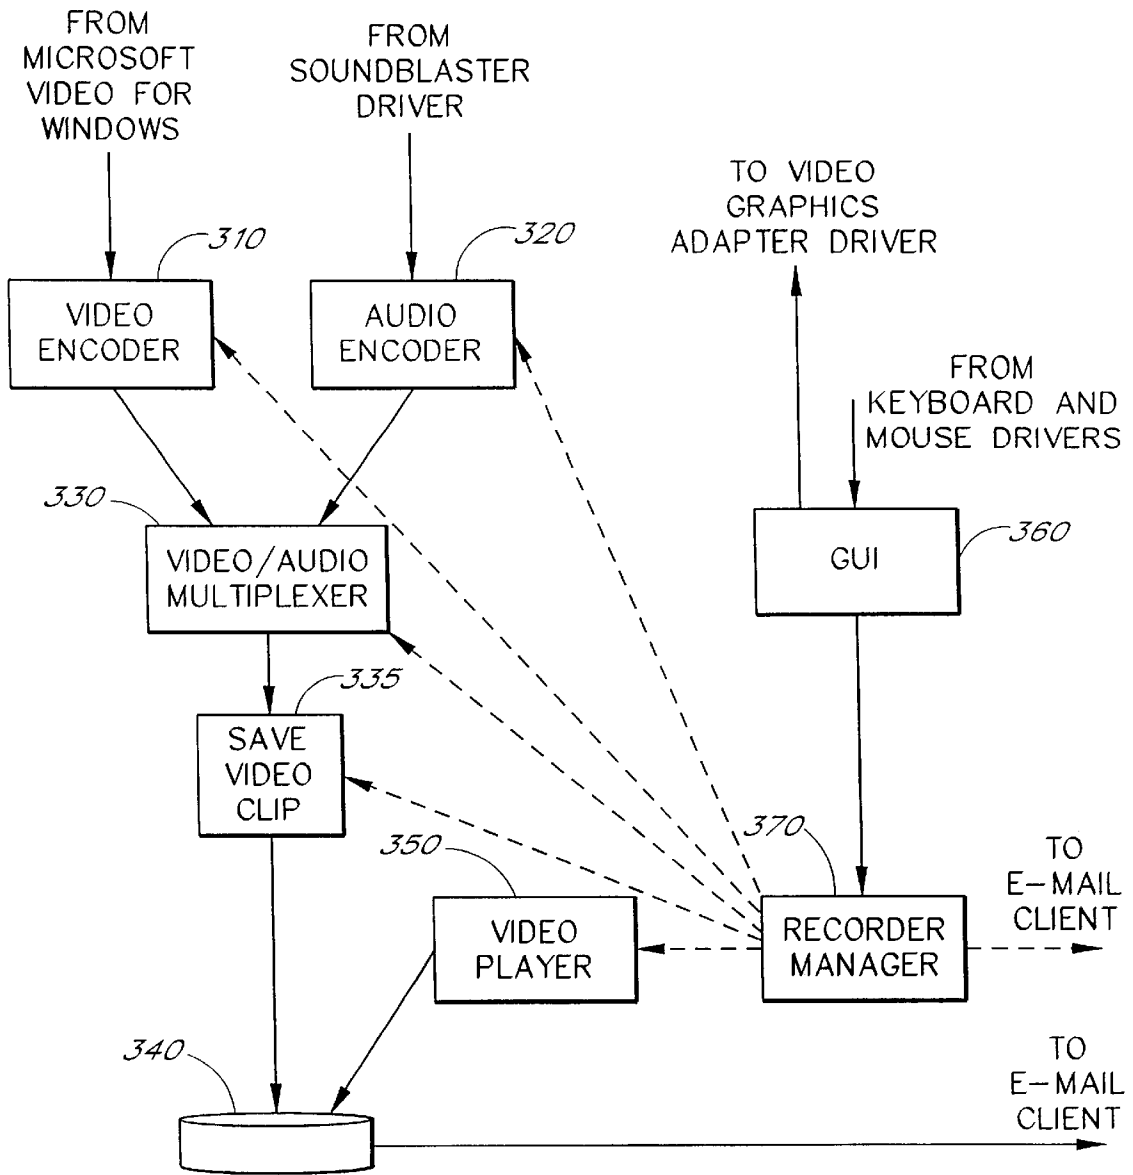 FROM
MICROSOFT
VIDEO FOR
WINDOWS
FROM
SOUNDBLASTER
DRIVER
TO VIDEO
GRAPHICS
ADAPTER DRIVER
310
320
VIDEO
ENCODER
AUDIO
ENCODER
FROM
KEYBOARD AND
MOUSE DRIVERS
330
360
VIDEO/AUDIO
MULTIPLEXER
GUI
335
SAVE
VIDEO
CLIP
350
370
VIDEO
PLAYER
RECORDER
MANAGER
TO
E-MAIL
CLIENT
340
TO
E-MAIL
CLIENT